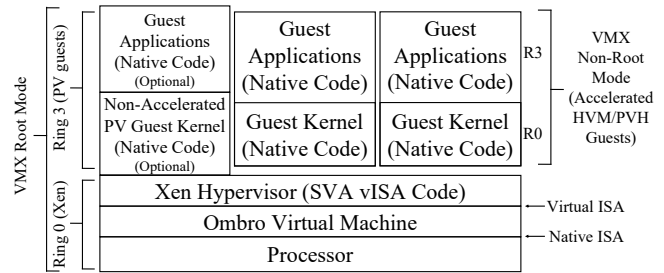 VMX Root Mode
Ring 3 (PV guests)
Guest
Applications
(Native Code)
(Optional)
Non-Accelerated
PV Guest Kernel
(Native Code)
(Optional)
Guest
Applications
(Native Code)
Guest Kernel
(Native Code)
Guest
Applications
(Native Code)
Guest Kernel
(Native Code)
R3
R0
VMX
Non-Root
Mode
(Accelerated
HVM/PVH
Guests)
Ring 0 (Xen)
Xen Hypervisor (SVA vISA Code)
Virtual ISA
Ombro Virtual Machine
Native ISA
Processor